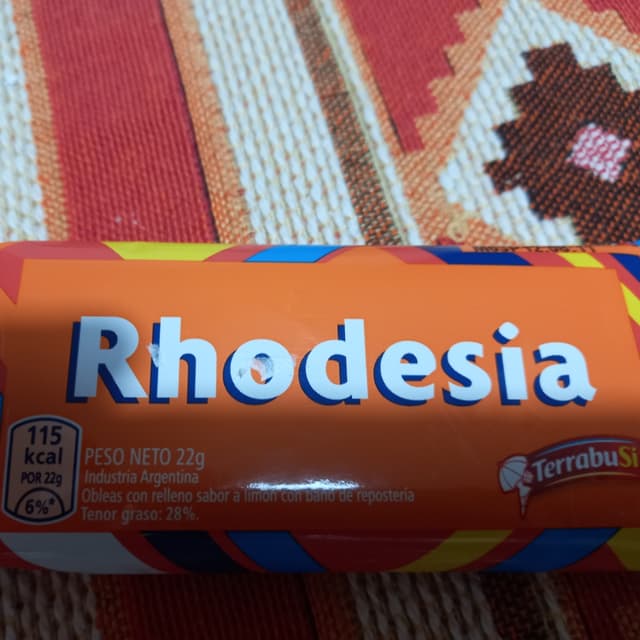 Rhodesia
115
kcal
POR 22g
6%*
PESO NETO 22g
Industria Argentina
Obleas con relleno sabor a limón con baño de repostería
Tenor graso: 28%.
TerrabuSi